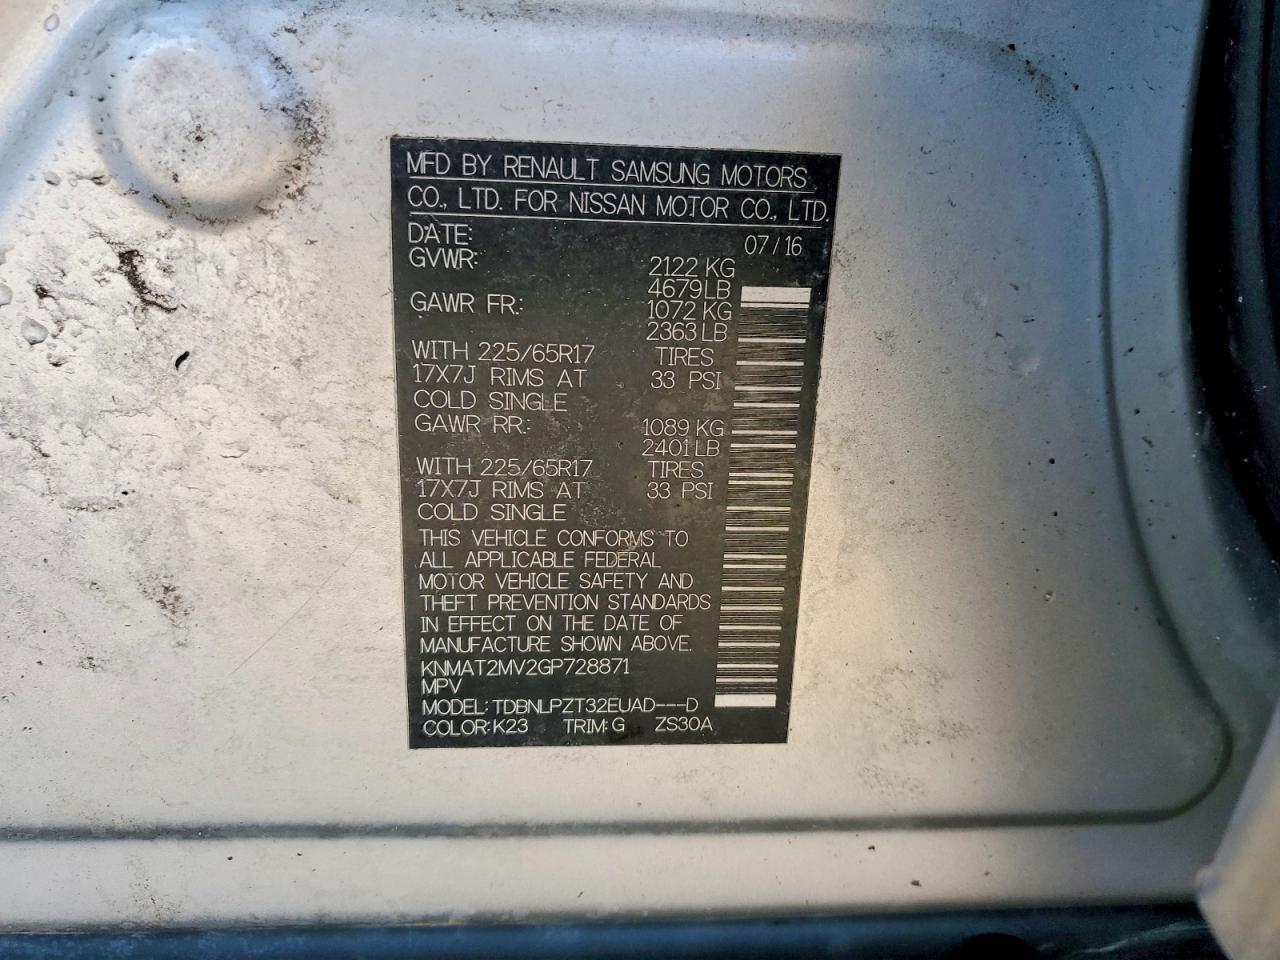 MFD BY RENAULT SAMSUNG MOTORS
CO., LTD. FOR NISSAN MOTOR CO., LTD.
DATE: 07/16
GVWR: 2122 KG
4679 LB
GAWR FR.: 1072 KG
2363 LB
WITH 225/65R17 TIRES
17X7J RIMS AT 33 PSI
COLD SINGLE
GAWR RR.: 1089 KG
2401 LB
WITH 225/65R17 TIRES
17X7J RIMS AT 33 PSI
COLD SINGLE
THIS VEHICLE CONFORMS TO
ALL APPLICABLE FEDERAL
MOTOR VEHICLE SAFETY AND
THEFT PREVENTION STANDARDS
IN EFFECT ON THE DATE OF
MANUFACTURE SHOWN ABOVE.
KNMAT2MV2GP728871
MPV
MODEL: TDBNLPZT32EUAD---D
COLOR: K23 TRIM: G ZS30A